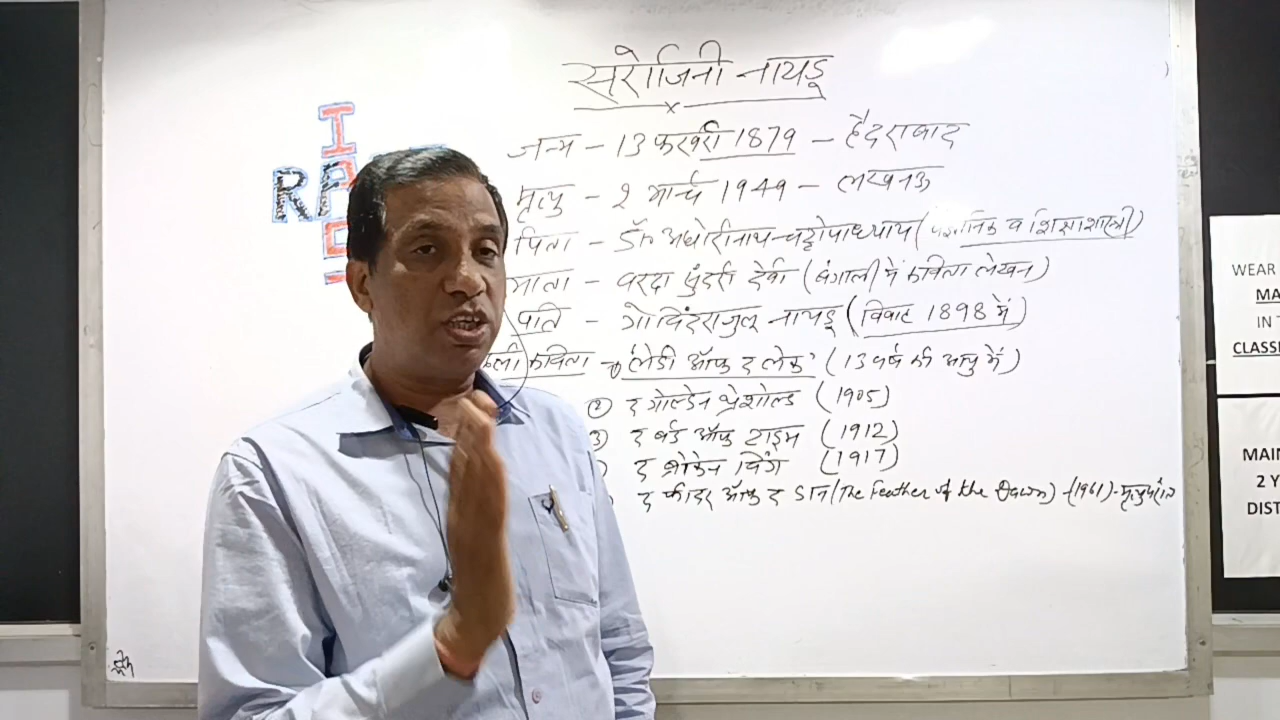 सरोजिनी नायडू
जन्म – 13 फरवरी 1879 – हैदराबाद
मृत्यु – 2 मार्च 1949 – लखनऊ
पिता – डॉ॰ अघोरीनाथ चट्टोपाध्याय ( व शिक्षाशास्त्री)
माता – वरदा सुंदरी देवी (बंगाली में कविता लेखन)
पति – नायडू (विवाह 1898 में)
कविता – 'लेडी ऑफ द लेक' (13 वर्ष की आयु में)
② द गोल्डेन थ्रेशोल्ड (1905)
3) द बर्ड ऑफ टाइम (1912)
द ब्रोकेन विंग (1917)
द फीदर ऑफ द डान (The Feather of the Dawn) – (1961) –
WEAR
MA
IN
CLASS
MAIN
2 Y
DIST